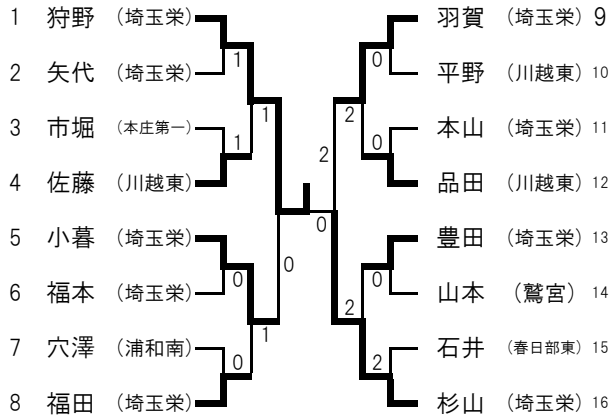 1 狩野 (埼玉栄) 羽賀 (埼玉栄) 9
1 0
2 矢代 (埼玉栄) 平野 (川越東) 10
1 2
3 市堀 (本庄第一) 本山 (埼玉栄) 11
1 0
2
4 佐藤 (川越東) 品田 (川越東) 12
0
5 小暮 (埼玉栄) 豊田 (埼玉栄) 13
0
0 0
6 福本 (埼玉栄) 山本 (鷲宮) 14
1 2
7 穴澤 (浦和南) 石井 (春日部東) 15
0 2
8 福田 (埼玉栄) 杉山 (埼玉栄) 16